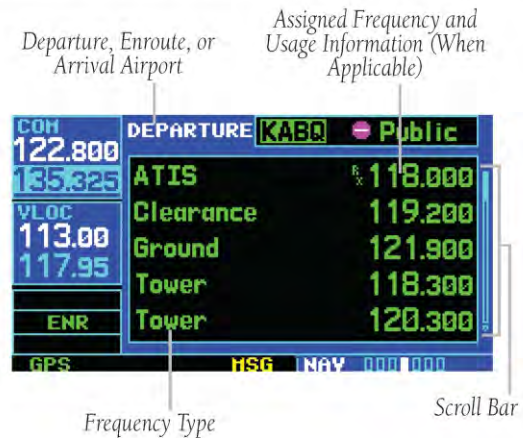 Departure, Enroute, or
Arrival Airport
Assigned Frequency and
Usage Information (When
Applicable)
COM
122.800
135.325
VLOC
113.00
117.95
ENR
DEPARTURE KABQ Public
ATIS Rx 118.000
Clearance 119.200
Ground 121.900
Tower 118.300
Tower 120.300
GPS MSG NAV
Frequency Type
Scroll Bar